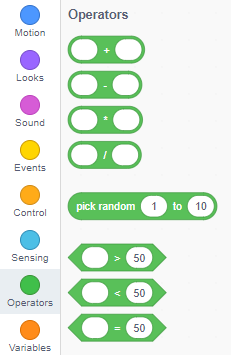 Motion
Looks
Sound
Events
Control
Sensing
Operators
Variables
Operators
+
-
*
/
pick random 1 to 10
> 50
< 50
= 50